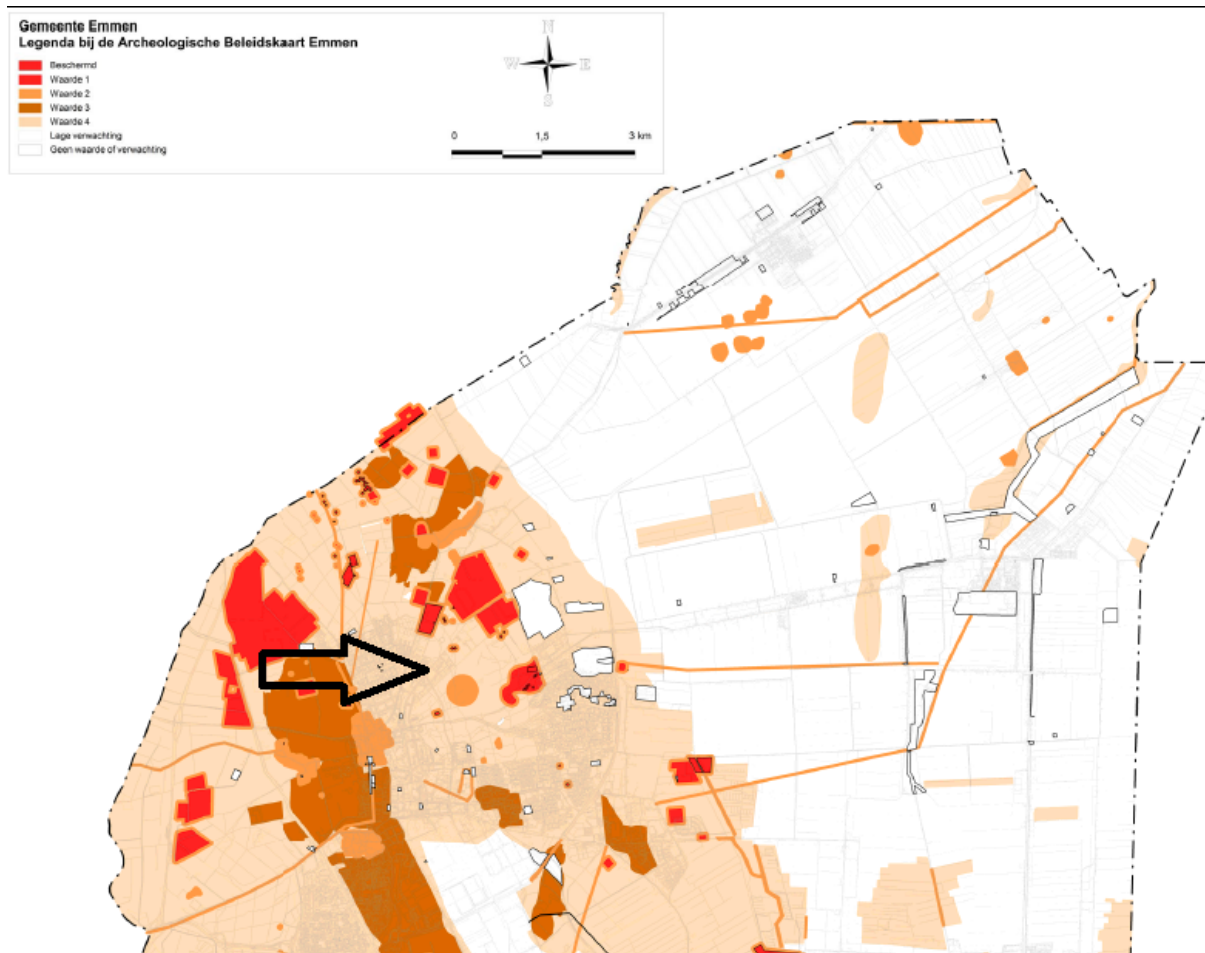 Gemeente Emmen
Legenda bij de Archeologische Beleidskaart Emmen
Beschermd
Waarde 1
Waarde 2
Waarde 3
Waarde 4
Lage verwachting
Geen waarde of verwachting
N
W E
S
0 1,5 3 km